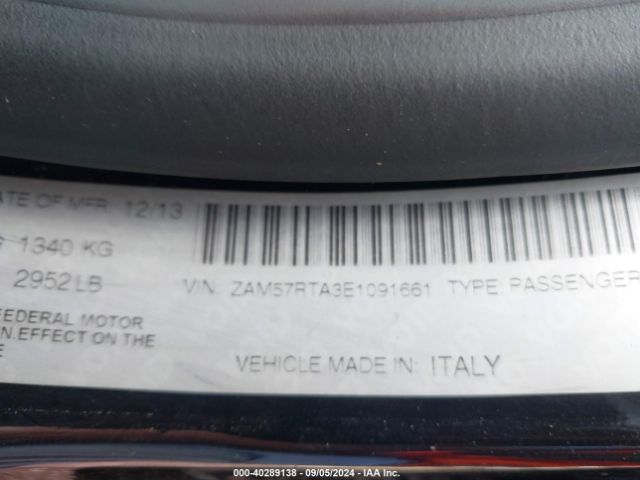 ATE OF MFR: 12/13
1340 KG
2952 LB
VIN: ZAM57RTA3E1091661 TYPE: PASSENGER
FEDERAL MOTOR
N.EFFECT ON THE
E
VEHICLE MADE IN: ITALY
000-40289138 - 09/05/2024 - IAA Inc.